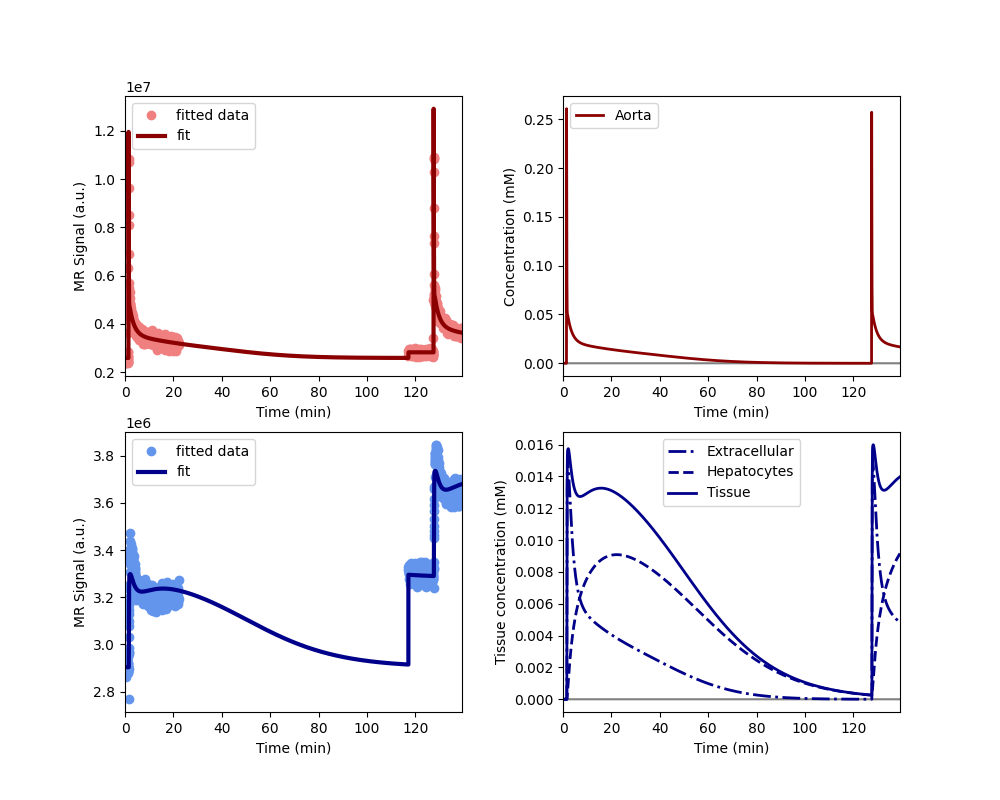 1e7
fitted data
fit
MR Signal (a.u.)
1.2
1.0
0.8
0.6
0.4
0.2
0 20 40 60 80 100 120
Time (min)
Aorta
Concentration (mM)
0.25
0.20
0.15
0.10
0.05
0.00
0 20 40 60 80 100 120
Time (min)
1e6
fitted data
fit
MR Signal (a.u.)
3.8
3.6
3.4
3.2
3.0
2.8
0 20 40 60 80 100 120
Time (min)
Extracellular
Hepatocytes
Tissue
Tissue concentration (mM)
0.016
0.014
0.012
0.010
0.008
0.006
0.004
0.002
0.000
0 20 40 60 80 100 120
Time (min)